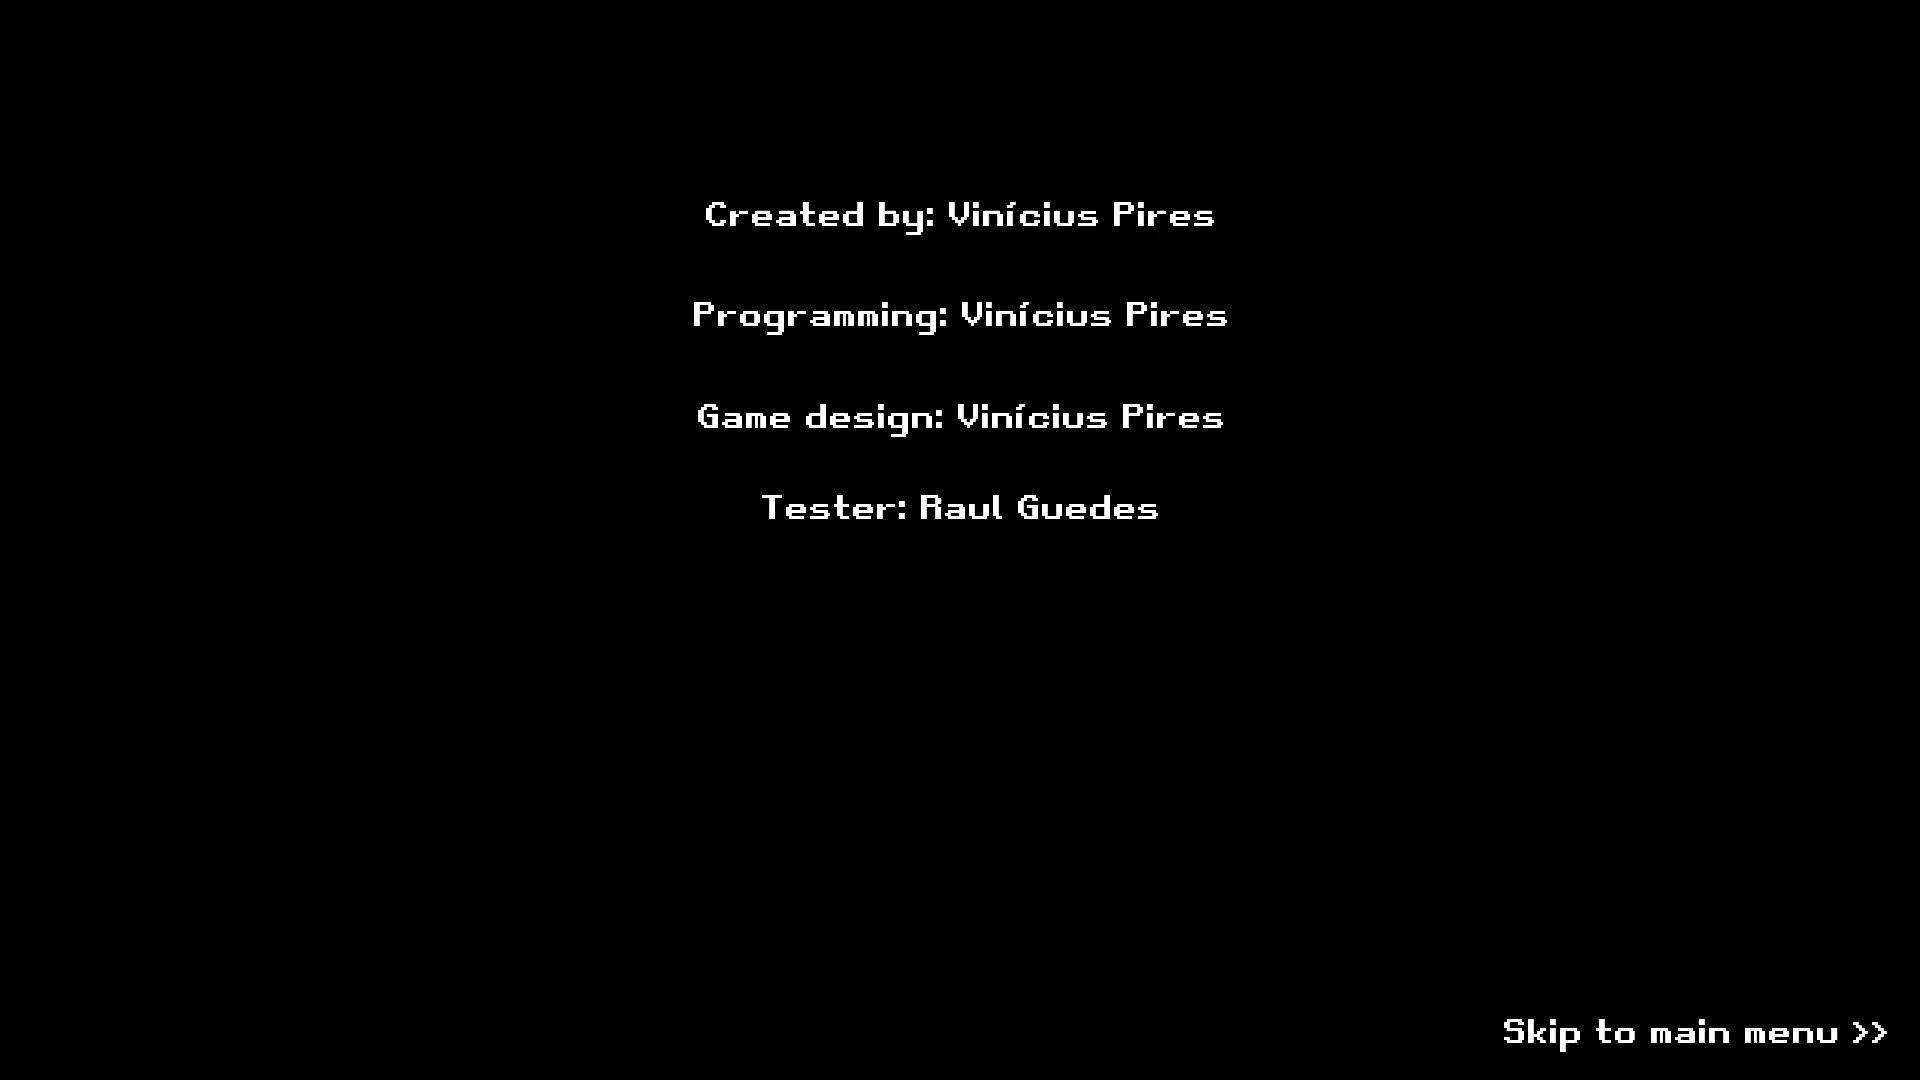 Created by: Vinícius Pires
Programming: Vinícius Pires
Game design: Vinícius Pires
Tester: Raul Guedes
Skip to main menu >>